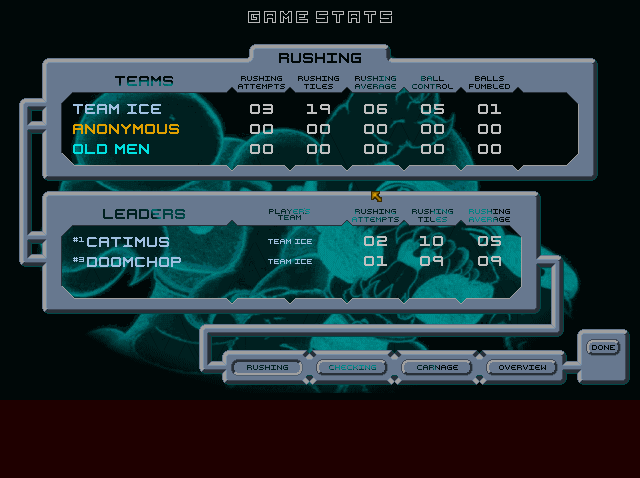 GAME STATS
RUSHING
TEAMS RUSHING ATTEMPTS RUSHING TILES RUSHING AVERAGE BALL CONTROL BALLS FUMBLED
TEAM ICE 03 19 06 05 01
ANONYMOUS 00 00 00 00 00
OLD MEN 00 00 00 00 00
LEADERS PLAYERS TEAM RUSHING ATTEMPTS RUSHING TILES RUSHING AVERAGE
#1 CATIMUS TEAM ICE 02 10 05
#3 DOOMCHOP TEAM ICE 01 09 09
DONE
RUSHING CHECKING CARNAGE OVERVIEW